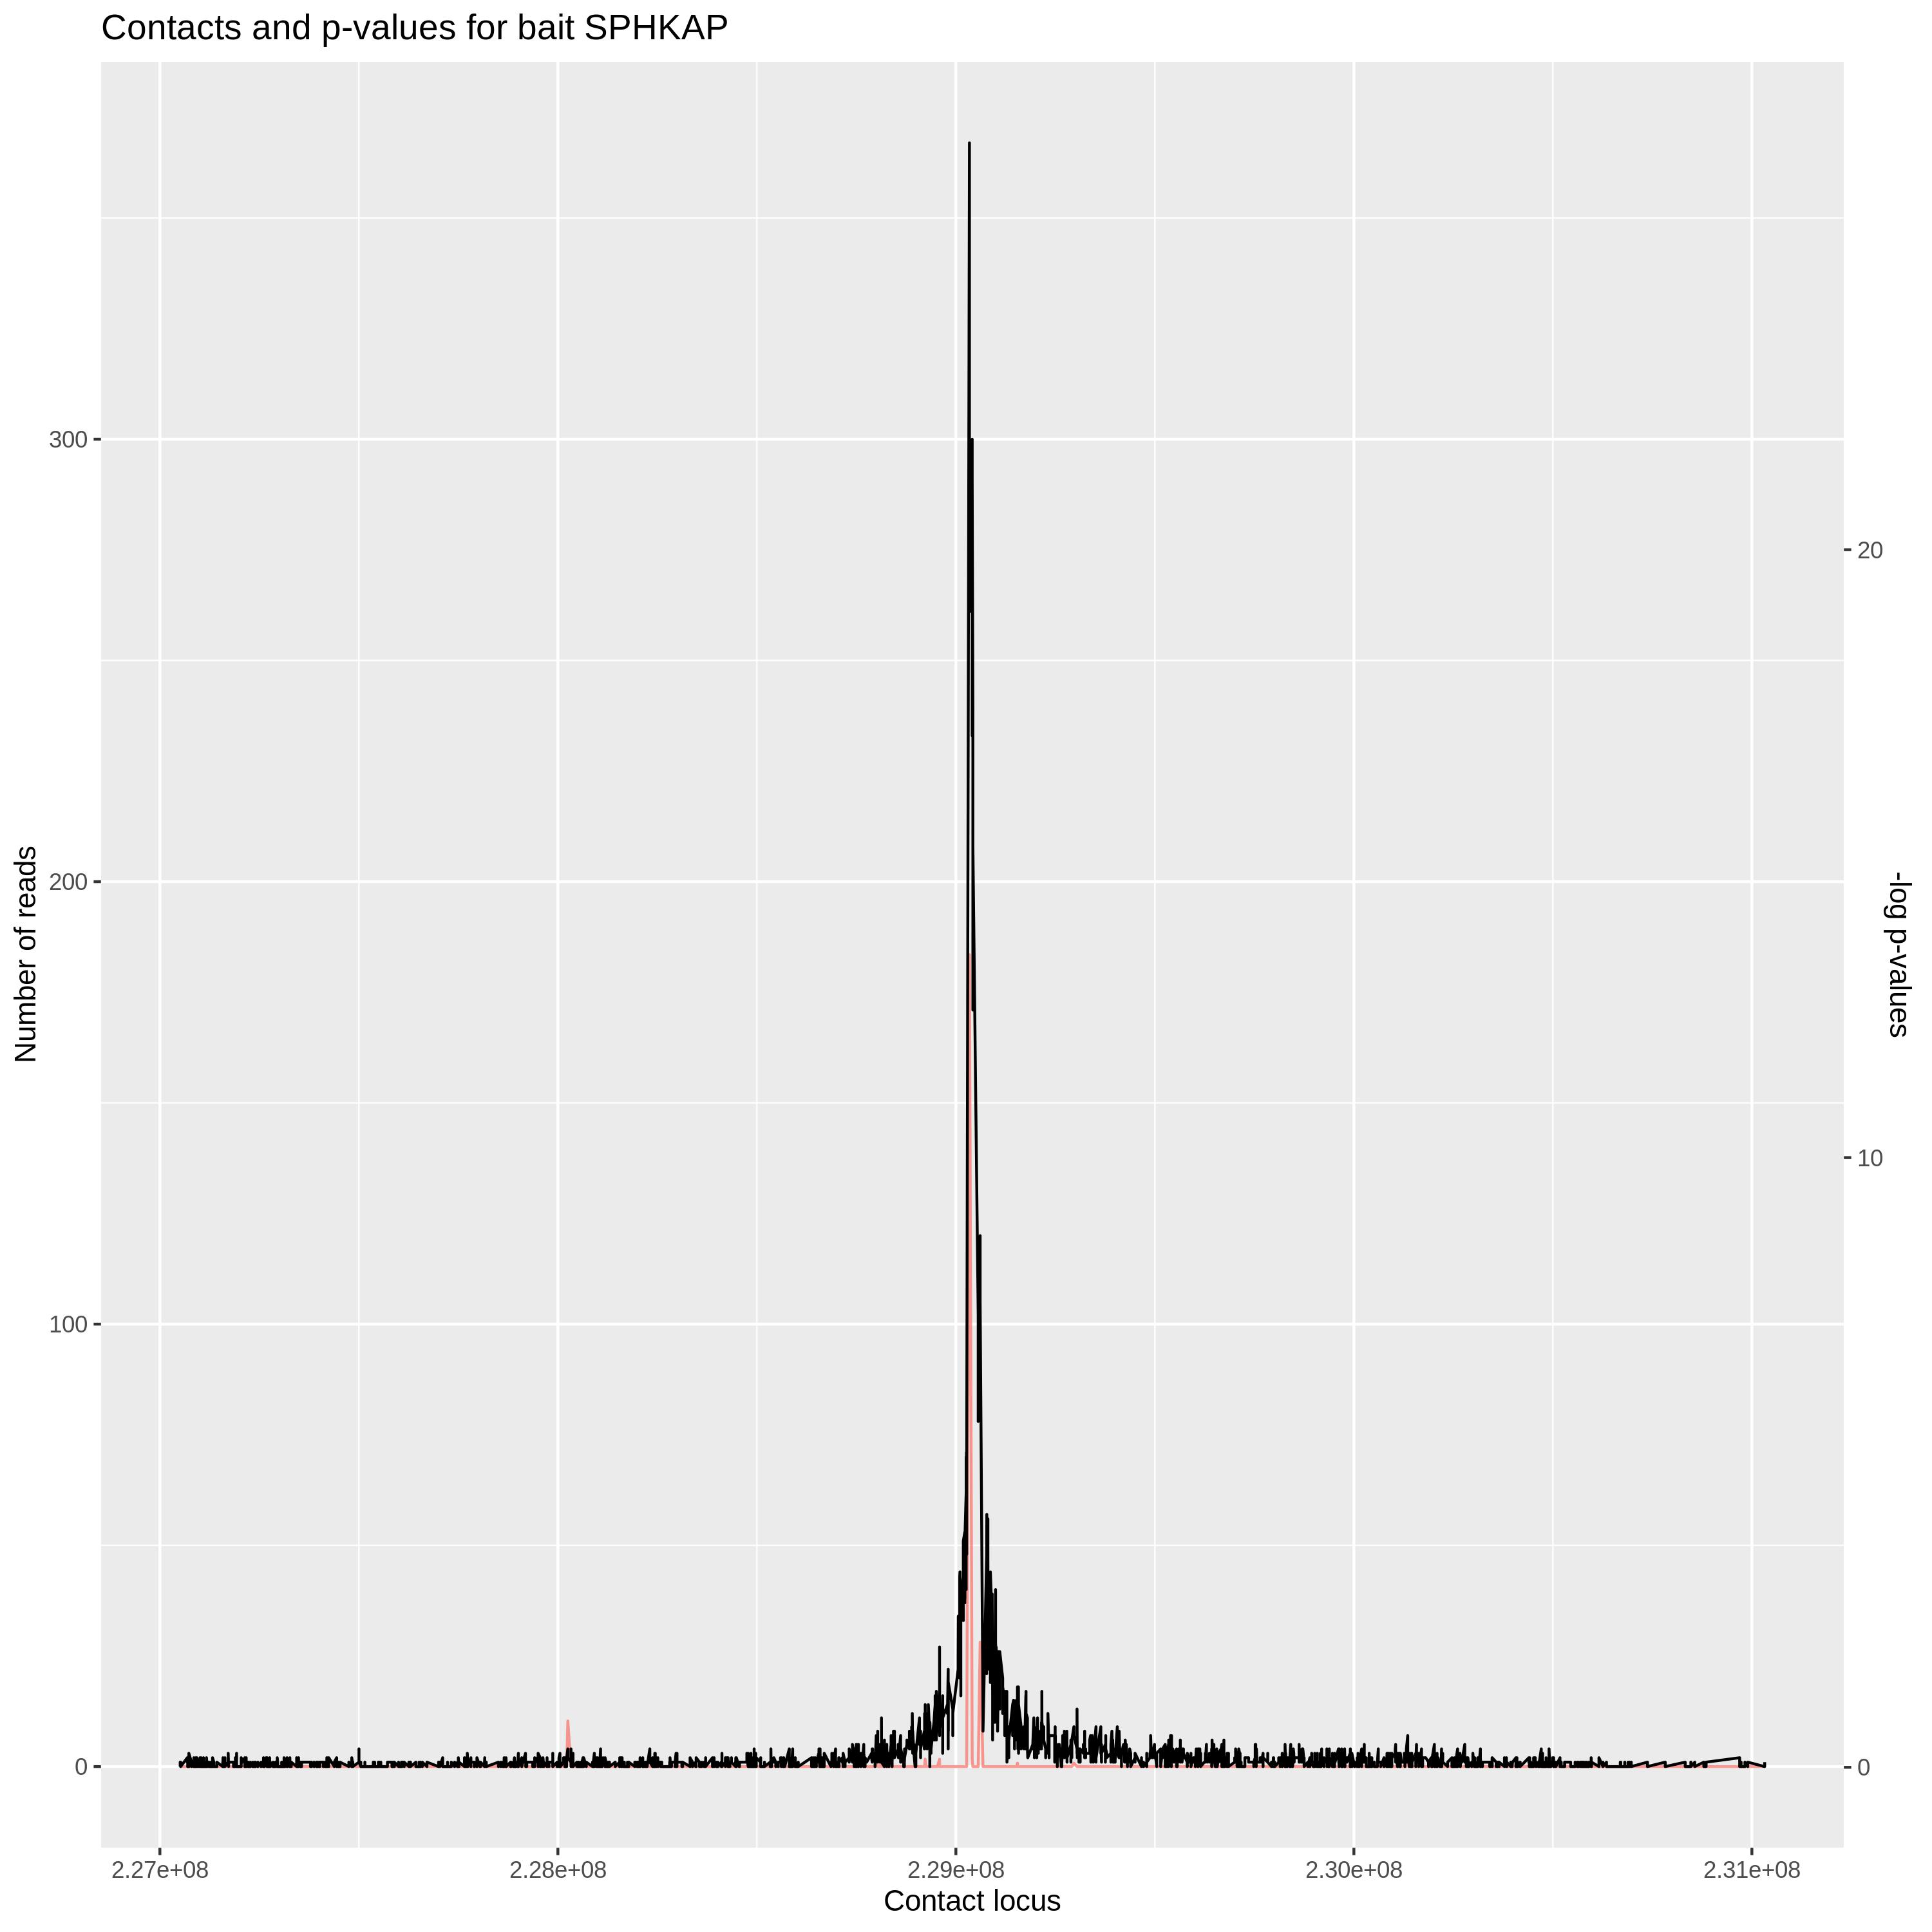 Contacts and p-values for bait SPHKAP
Number of reads
300
200
100
0
20
10
0
-log p-values
2.27e+08 2.28e+08 2.29e+08 2.30e+08 2.31e+08
Contact locus